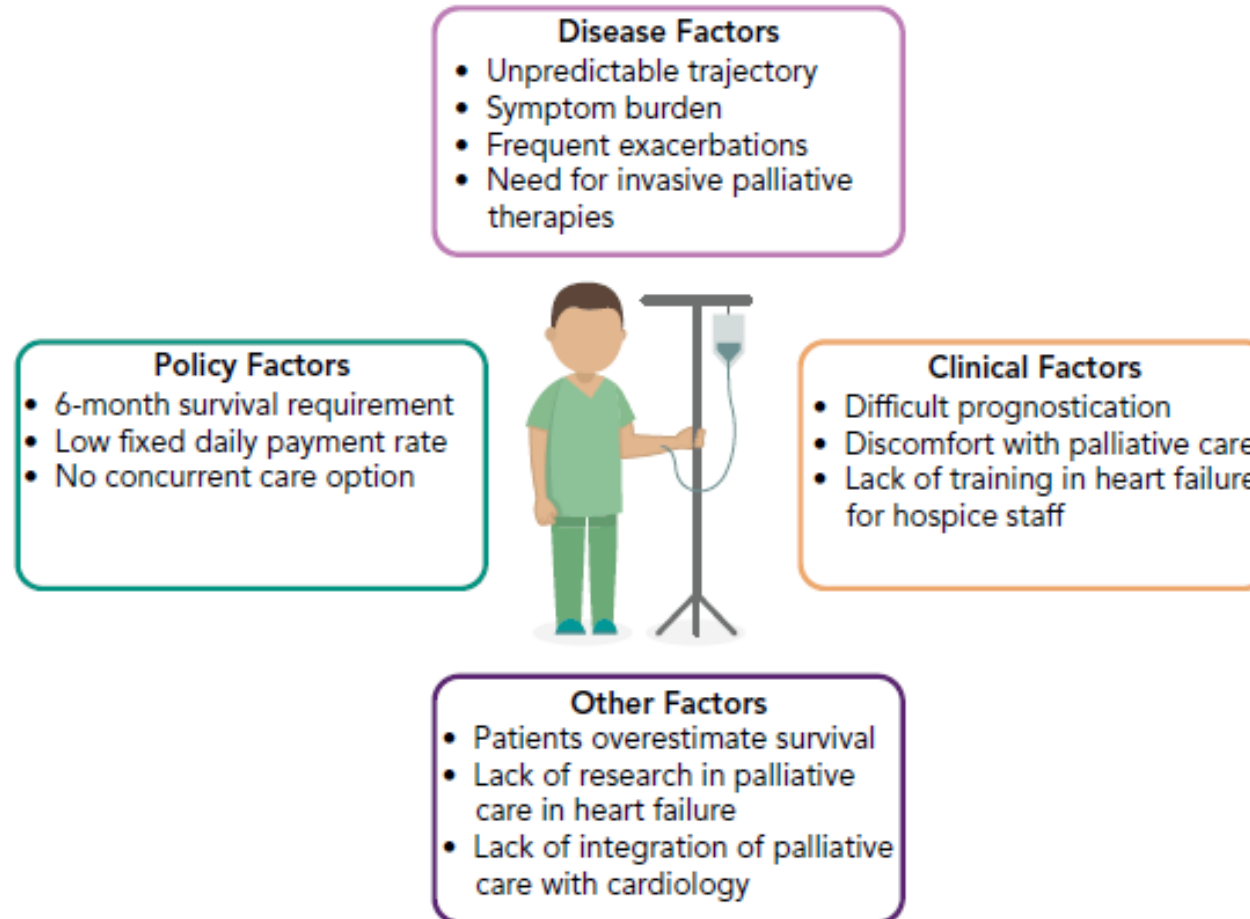 Disease Factors
• Unpredictable trajectory
• Symptom burden
• Frequent exacerbations
• Need for invasive palliative
therapies
Policy Factors
• 6-month survival requirement
• Low fixed daily payment rate
• No concurrent care option
Clinical Factors
• Difficult prognostication
• Discomfort with palliative care
• Lack of training in heart failure
for hospice staff
Other Factors
• Patients overestimate survival
• Lack of research in palliative
care in heart failure
• Lack of integration of palliative
care with cardiology